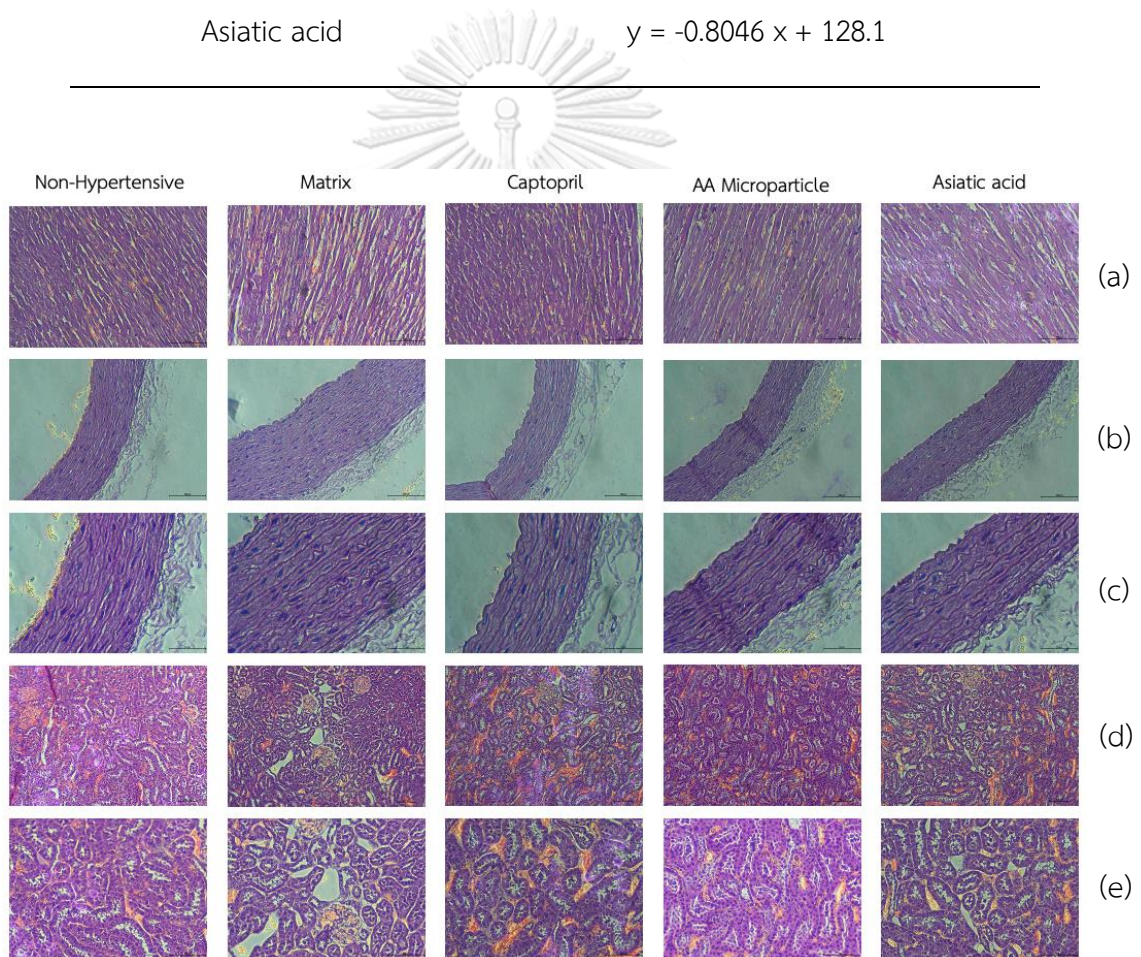 Asiatic acid y = -0.8046 x + 128.1
Non-Hypertensive Matrix Captopril AA Microparticle Asiatic acid
(a)
(b)
(c)
(d)
(e)